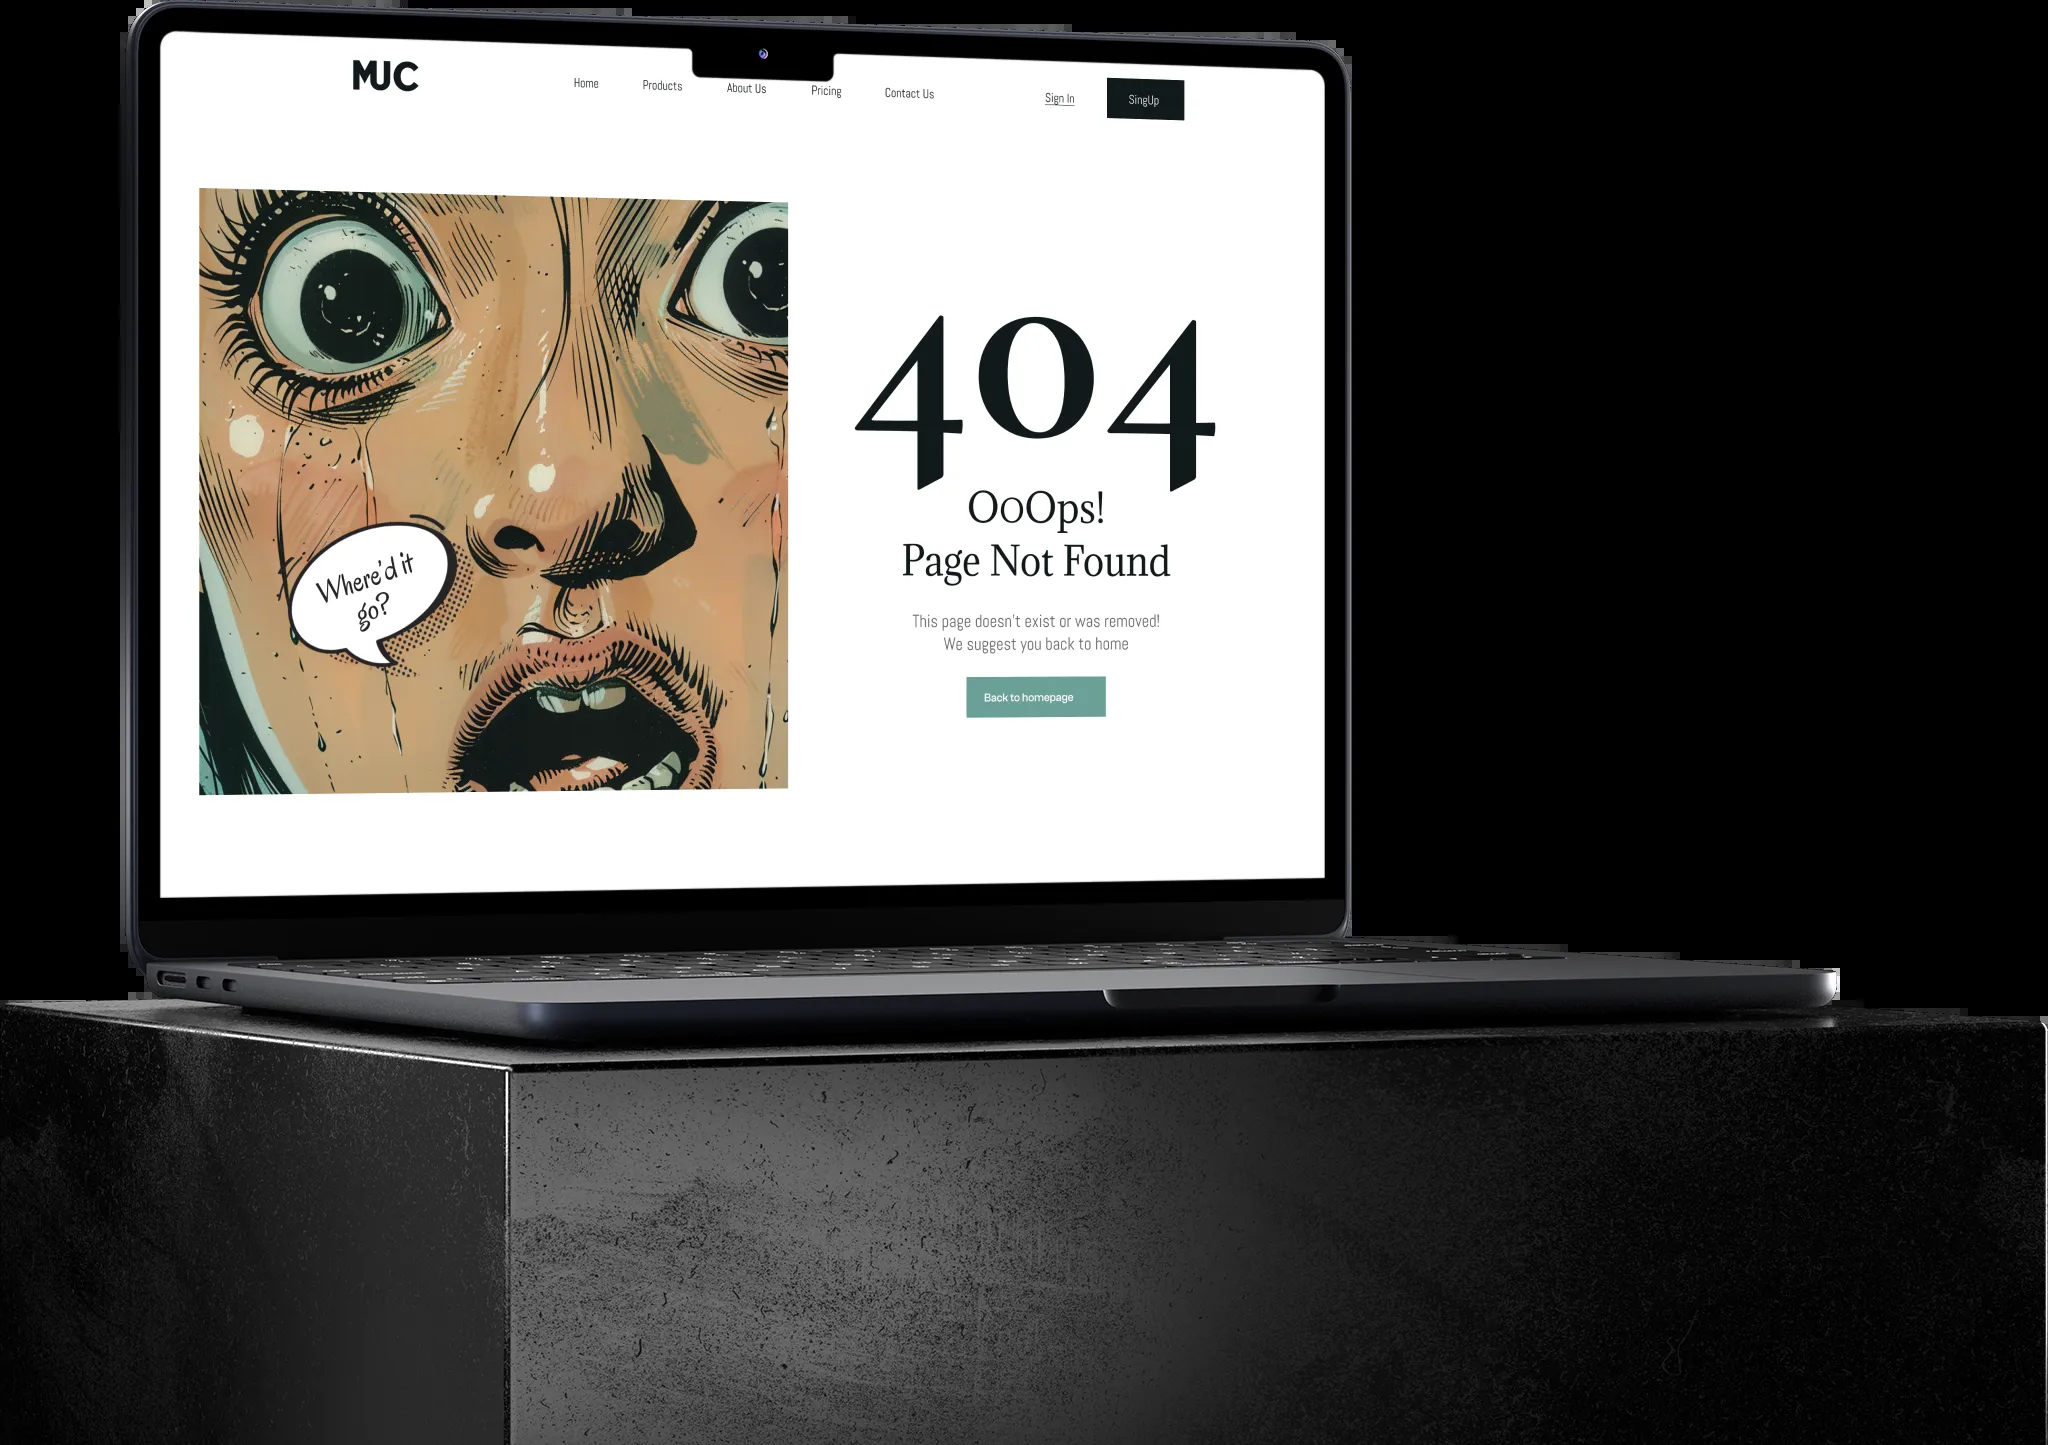 MUC
Home
Products
About Us
Pricing
Contact Us
Sign In
SingUp
Where'd it
go?
404
OoOps!
Page Not Found
This page doesn't exist or was removed!
We suggest you back to home
Back to homepage